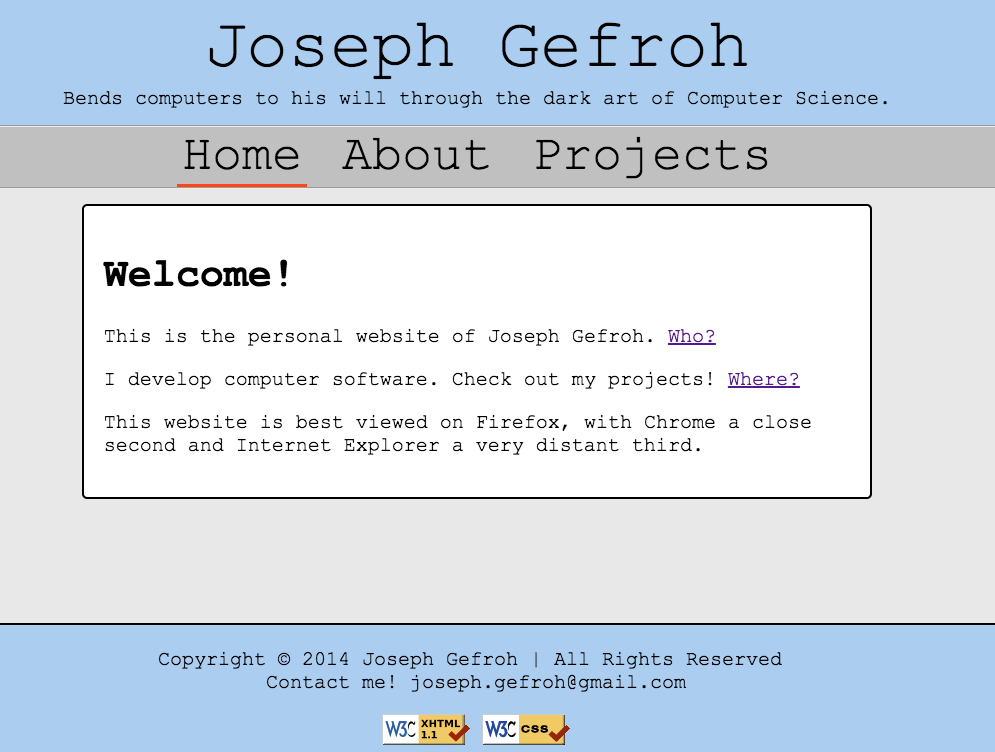 Joseph Gefroh
Bends computers to his will through the dark art of Computer Science.
Home About Projects
Welcome!
This is the personal website of Joseph Gefroh. Who?
I develop computer software. Check out my projects! Where?
This website is best viewed on Firefox, with Chrome a close
second and Internet Explorer a very distant third.
Copyright © 2014 Joseph Gefroh | All Rights Reserved
Contact me! joseph.gefroh@gmail.com
W3C XHTML 1.1 W3C css